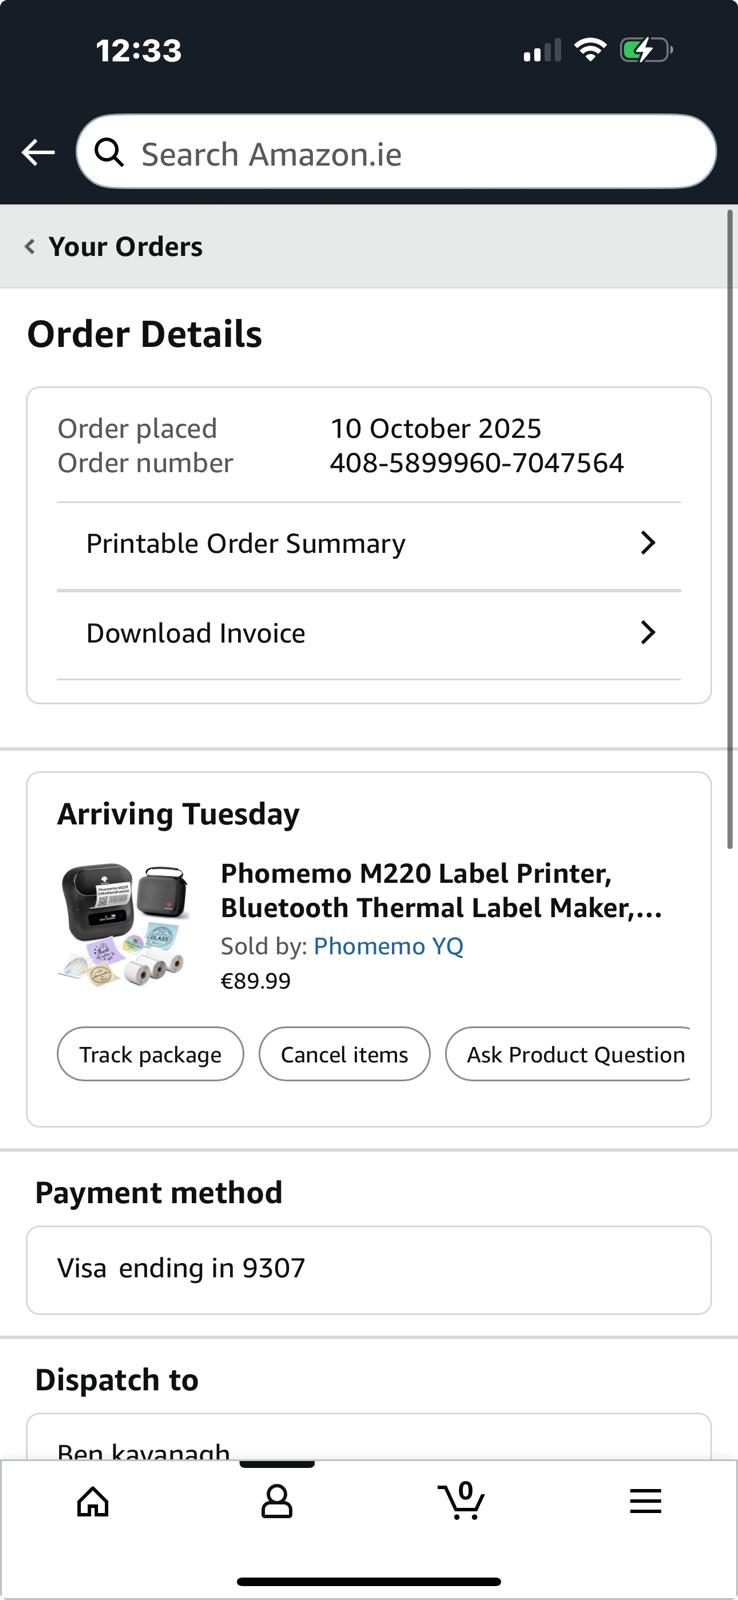 12:33
Search Amazon.ie
Your Orders
Order Details
Order placed 10 October 2025
Order number 408-5899960-7047564
Printable Order Summary
Download Invoice
Arriving Tuesday
Phomemo M220 Label Printer,
Bluetooth Thermal Label Maker,...
Sold by: Phomemo YQ
€89.99
Track package
Cancel items
Ask Product Question
Payment method
Visa ending in 9307
Dispatch to
Ben kavanagh
0